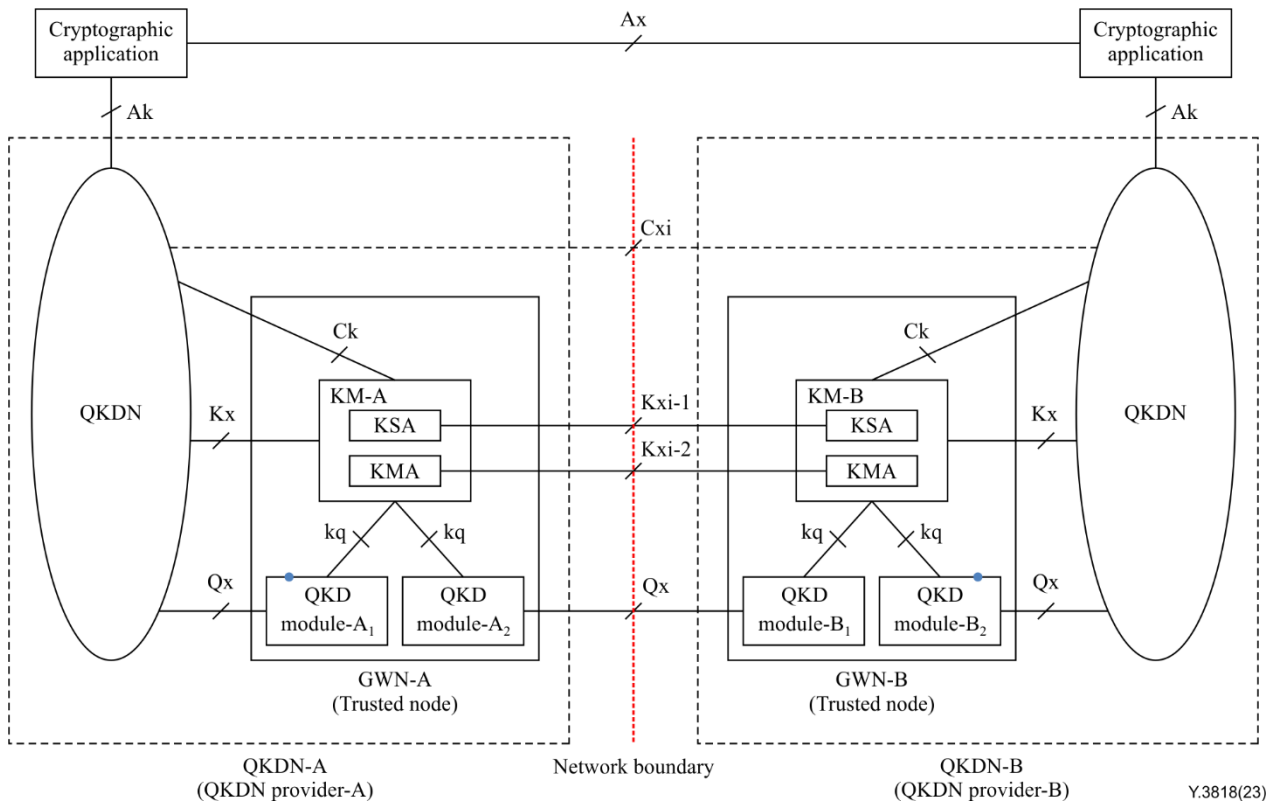 Cryptographic
application
Ax
Cryptographic
application
Ak
Ak
Cxi
Ck
Ck
QKDN
Kx
KM-A
KSA
KMA
Kxi-1
Kxi-2
KM-B
KSA
KMA
Kx
QKDN
kq
kq
kq
kq
Qx
QKD
module-A₁
QKD
module-A₂
Qx
QKD
module-B₁
QKD
module-B₂
Qx
GWN-A
(Trusted node)
GWN-B
(Trusted node)
QKDN-A
(QKDN provider-A)
Network boundary
QKDN-B
(QKDN provider-B)
Y.3818(23)